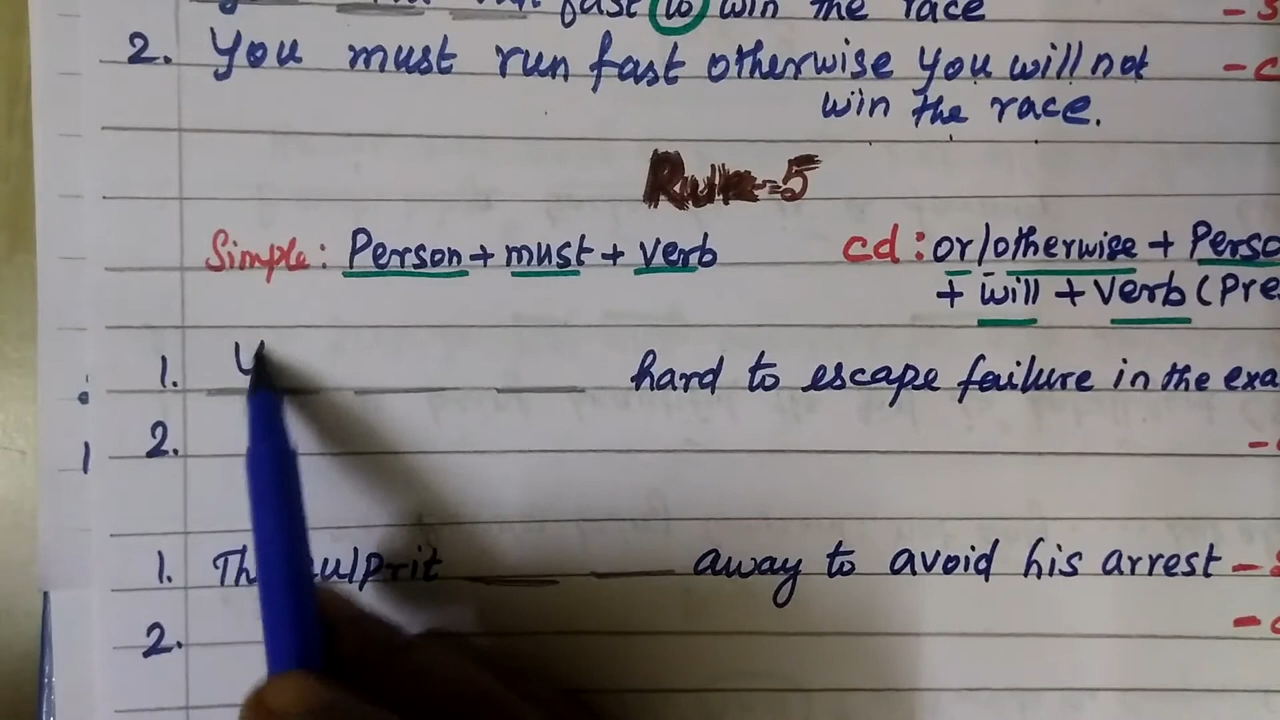 fast to win the race - s
2. You must run fast otherwise you will not - c
win the race.
Rule-5
Simple: Person + must + verb cd: or/otherwise + Perso
+ will + verb (Pre
1. Y hard to escape failure in the exa
2. -
1. The culprit away to avoid his arrest - s
2. - c